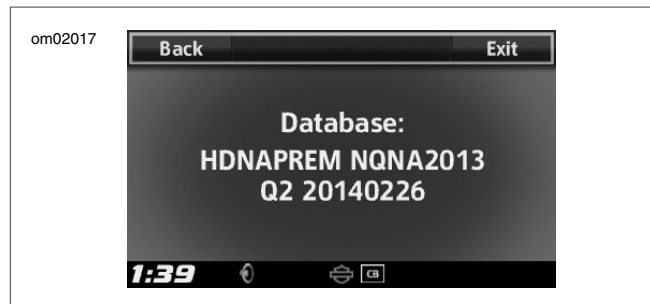 om02017
Back Exit
Database:
HDNAPREM NQNA2013
Q2 20140226
1:39 CB